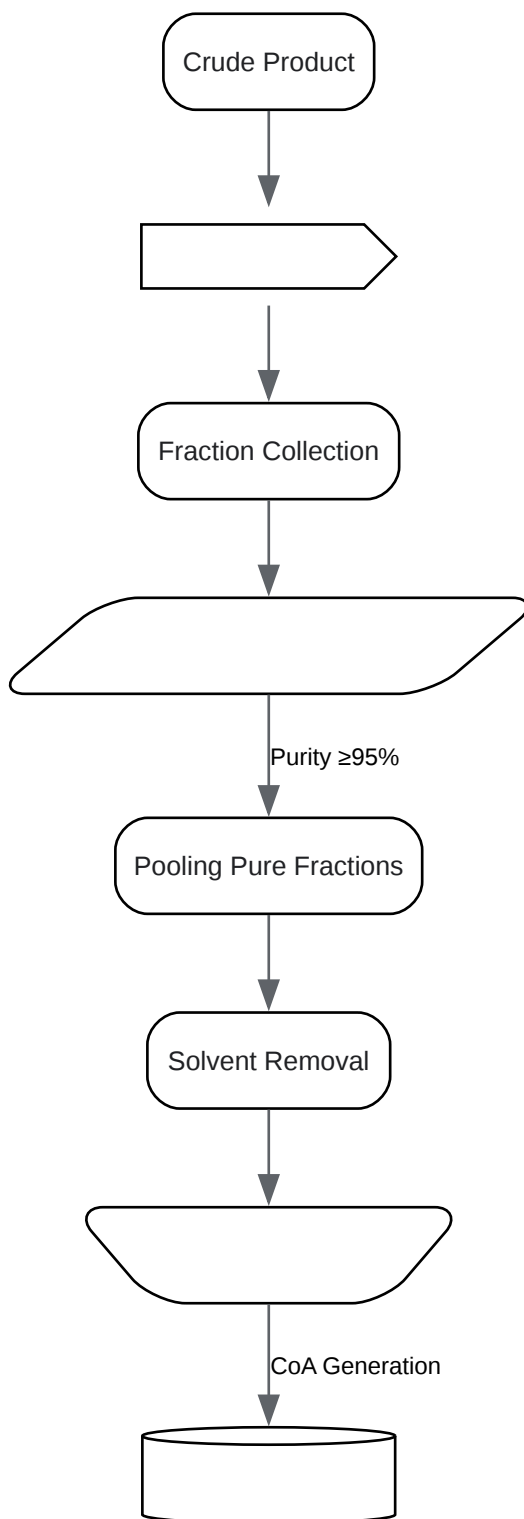 Crude Product
Fraction Collection
Purity ≥95%
Pooling Pure Fractions
Solvent Removal
CoA Generation